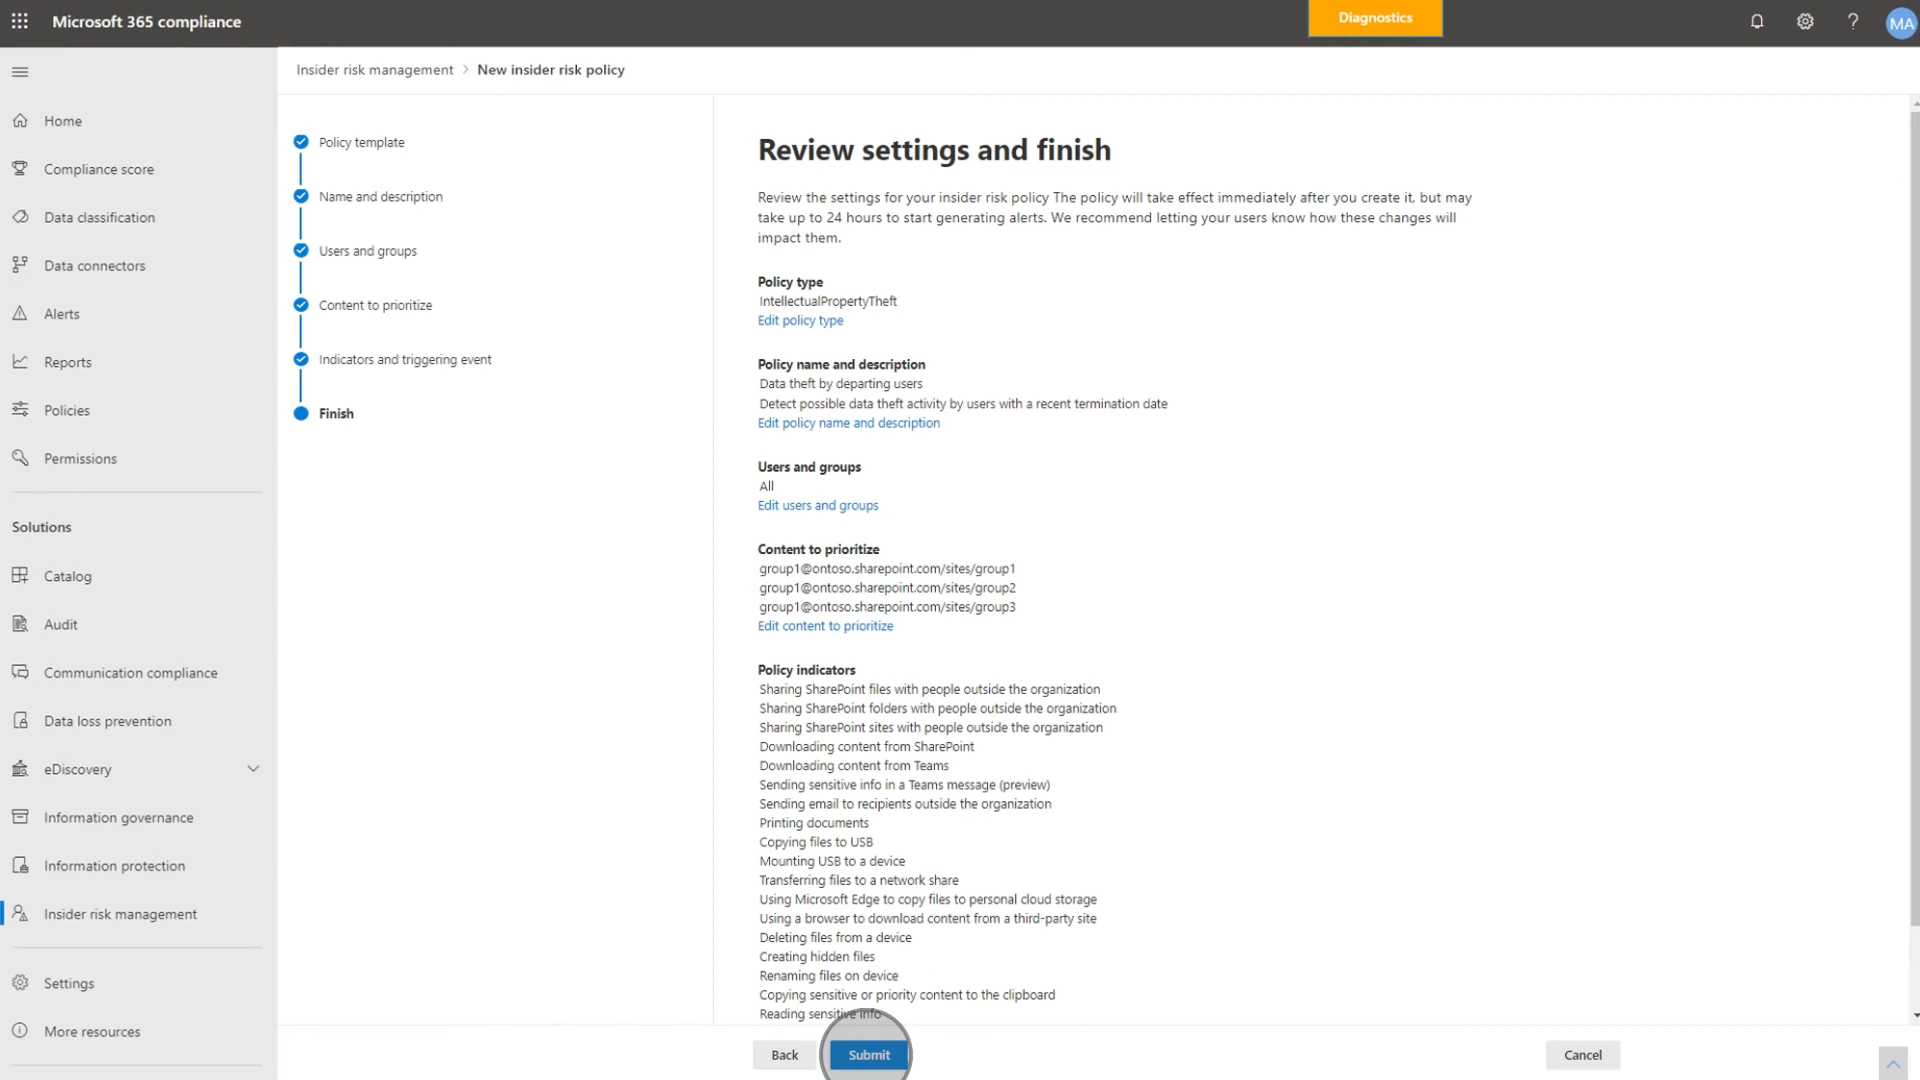 Microsoft 365 compliance
Diagnostics
?
MA
Insider risk management > New insider risk policy
Home
Compliance score
Data classification
Data connectors
Alerts
Reports
Policies
Permissions
Solutions
Catalog
Audit
Communication compliance
Data loss prevention
eDiscovery
Information governance
Information protection
Insider risk management
Settings
More resources
Policy template
Name and description
Users and groups
Content to prioritize
Indicators and triggering event
Finish
Review settings and finish
Review the settings for your insider risk policy The policy will take effect immediately after you create it, but may
take up to 24 hours to start generating alerts. We recommend letting your users know how these changes will
impact them.
Policy type
IntellectualPropertyTheft
Edit policy type
Policy name and description
Data theft by departing users
Detect possible data theft activity by users with a recent termination date
Edit policy name and description
Users and groups
All
Edit users and groups
Content to prioritize
group1@ontoso.sharepoint.com/sites/group1
group1@ontoso.sharepoint.com/sites/group2
group1@ontoso.sharepoint.com/sites/group3
Edit content to prioritize
Policy indicators
Sharing SharePoint files with people outside the organization
Sharing SharePoint folders with people outside the organization
Sharing SharePoint sites with people outside the organization
Downloading content from SharePoint
Downloading content from Teams
Sending sensitive info in a Teams message (preview)
Sending email to recipients outside the organization
Printing documents
Copying files to USB
Mounting USB to a device
Transferring files to a network share
Using Microsoft Edge to copy files to personal cloud storage
Using a browser to download content from a third-party site
Deleting files from a device
Creating hidden files
Renaming files on device
Copying sensitive or priority content to the clipboard
Reading sensitive info
Back
Submit
Cancel